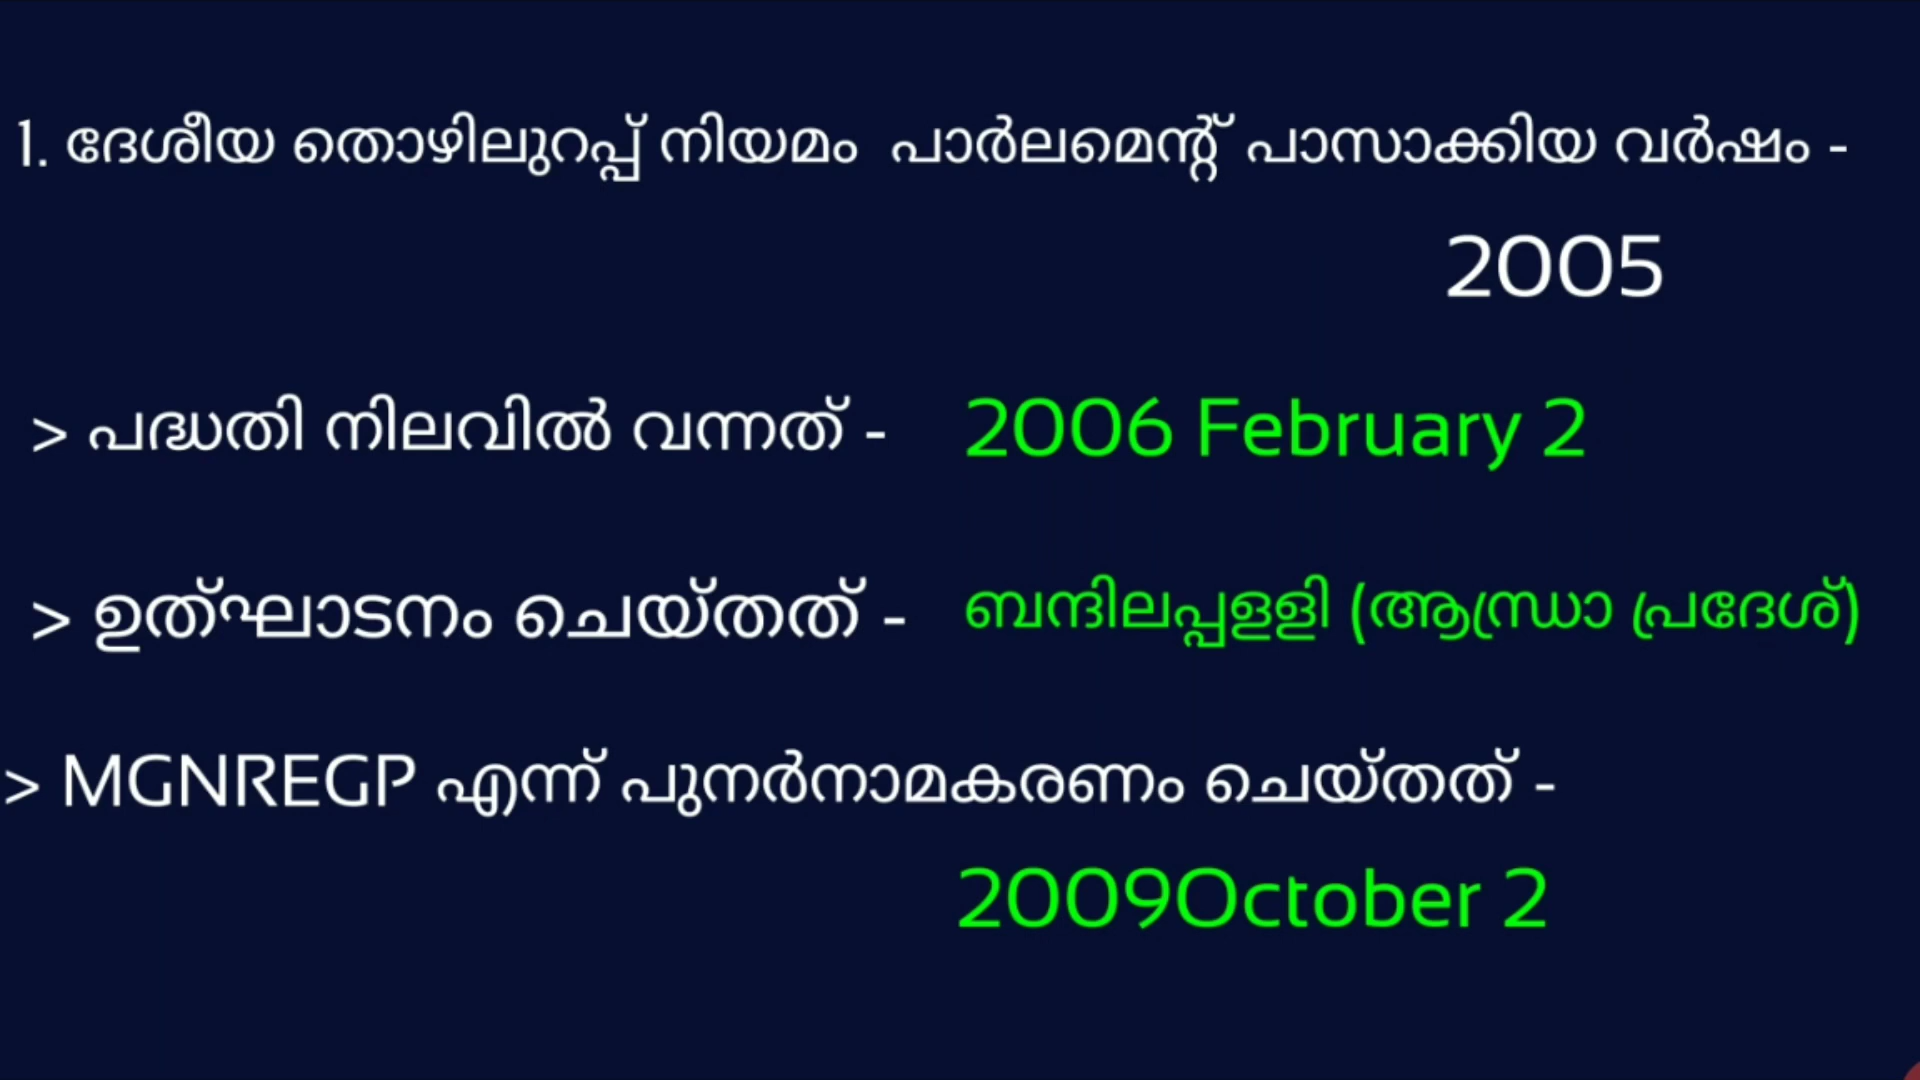 1. ദേശീയ തൊഴിലുറപ്പ് നിയമം പാർലമെന്റ് പാസാക്കിയ വർഷം -
2005
> പദ്ധതി നിലവിൽ വന്നത് - 2006 February 2
> ഉത്ഘാടനം ചെയ്തത് - ബന്ദിലപ്പളളി (ആന്ധ്രാ പ്രദേശ്)
> MGNREGP എന്ന് പുനർനാമകരണം ചെയ്തത് -
2009October 2